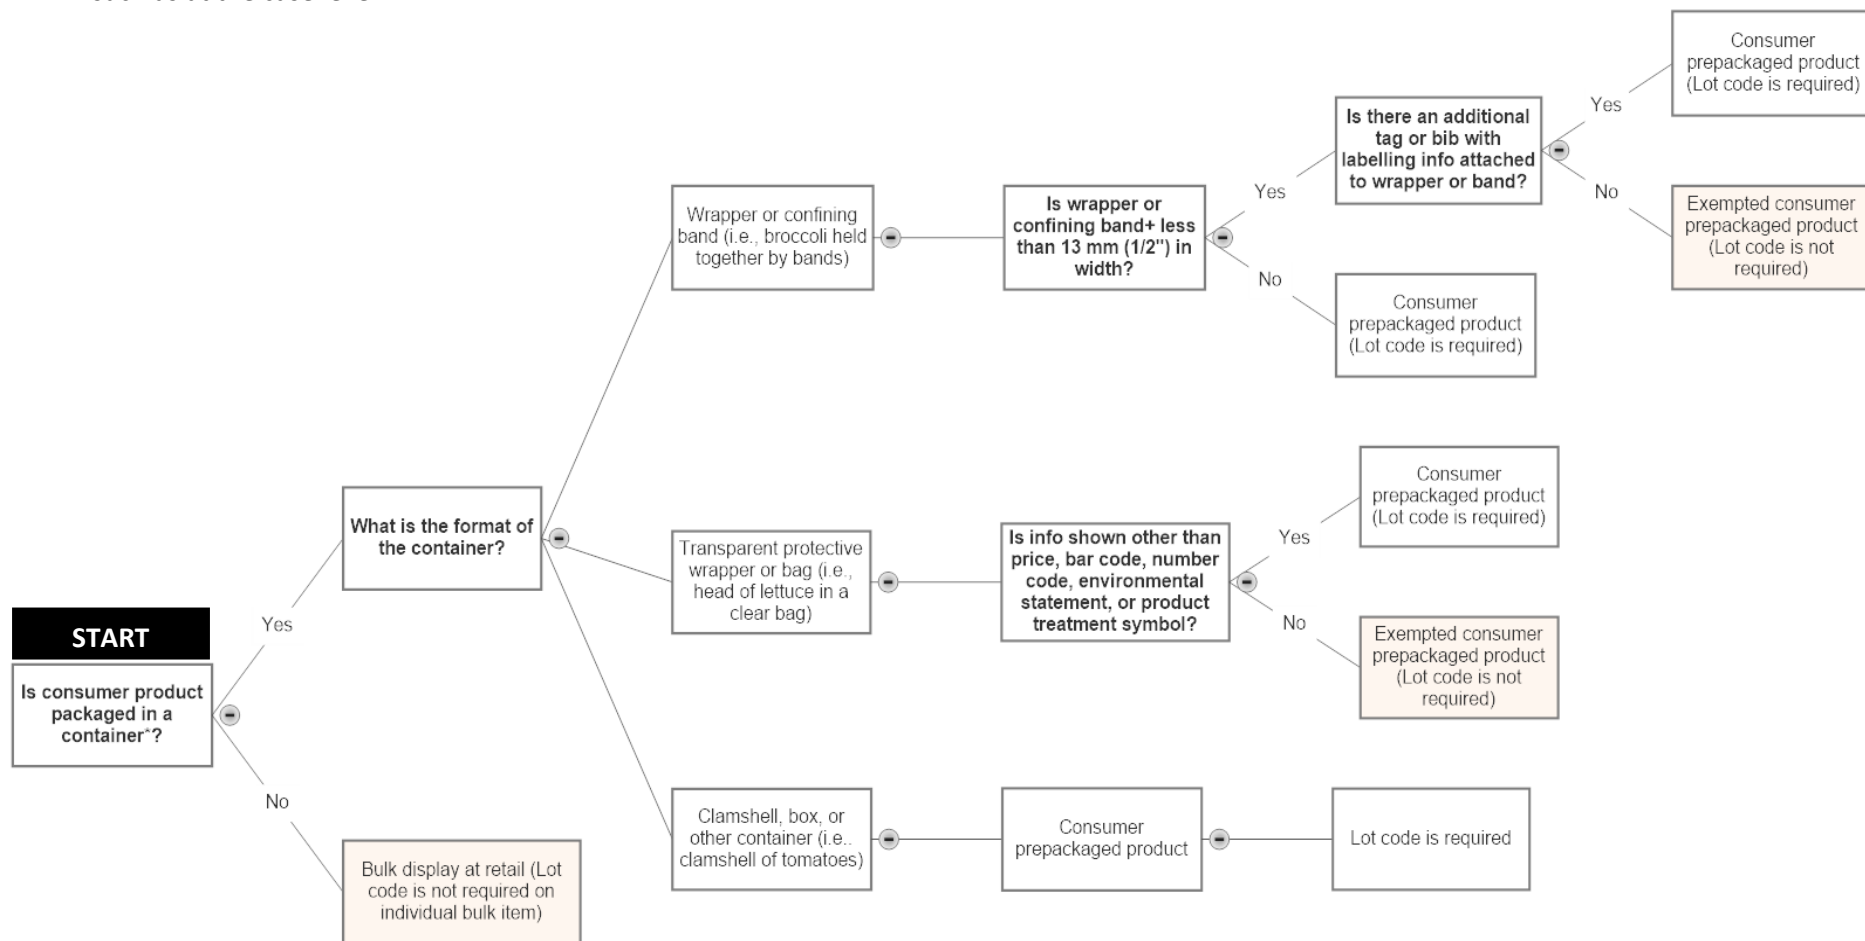 START
Is consumer product
packaged in a
container*?
Yes
No
Bulk display at retail (Lot
code is not required on
individual bulk item)
What is the format of
the container?
Wrapper or confining
band (i.e., broccoli held
together by bands)
Is wrapper or
confining band+ less
than 13 mm (1/2") in
width?
Yes
No
Is there an additional
tag or bib with
labelling info attached
to wrapper or band?
Yes
No
Consumer
prepackaged product
(Lot code is required)
Exempted consumer
prepackaged product
(Lot code is not
required)
Consumer
prepackaged product
(Lot code is required)
Transparent protective
wrapper or bag (i.e.,
head of lettuce in a
clear bag)
Is info shown other than
price, bar code, number
code, environmental
statement, or product
treatment symbol?
Yes
No
Consumer
prepackaged product
(Lot code is required)
Exempted consumer
prepackaged product
(Lot code is not
required)
Clamshell, box, or
other container (i.e..
clamshell of tomatoes)
Consumer
prepackaged product
Lot code is required